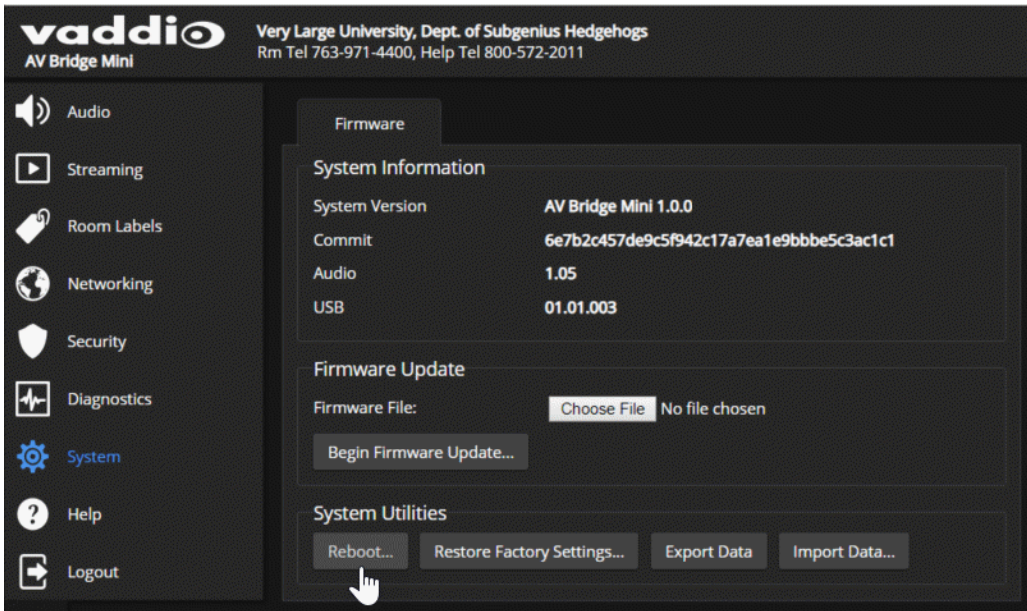 vaddio
AV Bridge Mini
Very Large University, Dept. of Subgenius Hedgehogs
Rm Tel 763-971-4400, Help Tel 800-572-2011
Audio
Streaming
Room Labels
Networking
Security
Diagnostics
System
Help
Logout
Firmware
System Information
System Version AV Bridge Mini 1.0.0
Commit 6e7b2c457de9c5f942c17a7ea1e9bbbe5c3ac1c1
Audio 1.05
USB 01.01.003
Firmware Update
Firmware File: Choose File No file chosen
Begin Firmware Update...
System Utilities
Reboot... Restore Factory Settings... Export Data Import Data...